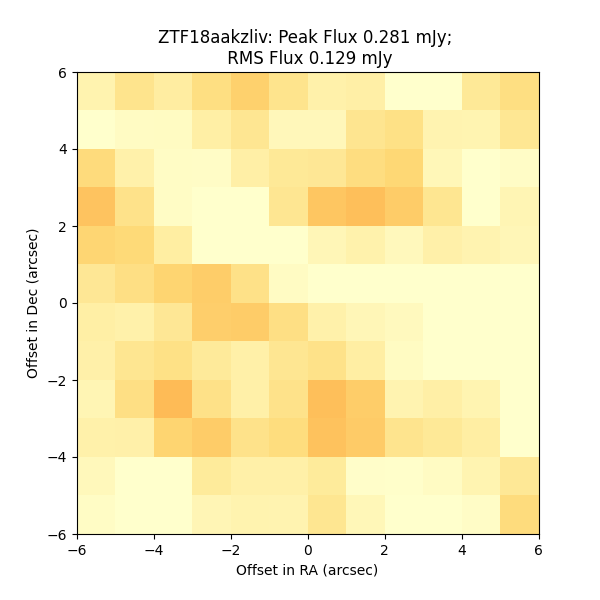 ZTF18aakzliv: Peak Flux 0.281 mJy;
RMS Flux 0.129 mJy
6
4
2
0
−2
−4
−6
Offset in Dec (arcsec)
−6 −4 −2 0 2 4 6
Offset in RA (arcsec)